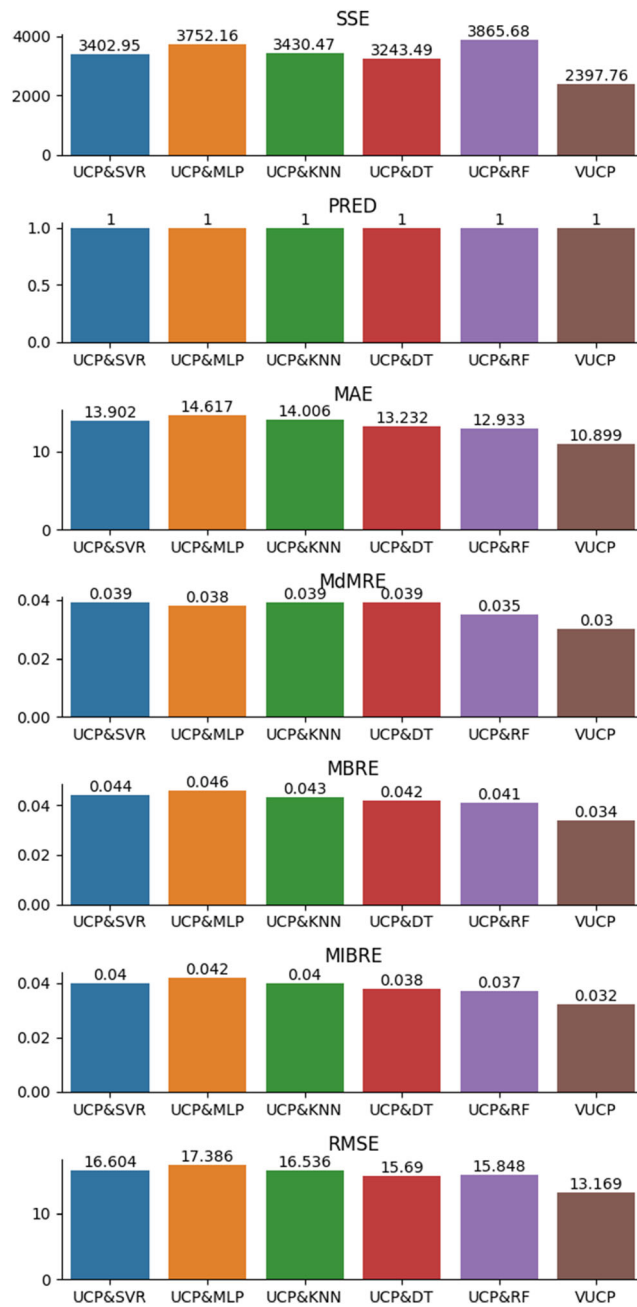 SSE
3402.95 3752.16 3430.47 3243.49 3865.68 2397.76
4000
2000
0
UCP&SVR UCP&MLP UCP&KNN UCP&DT UCP&RF VUCP
PRED
1 1 1 1 1 1
1.0
0.5
0.0
UCP&SVR UCP&MLP UCP&KNN UCP&DT UCP&RF VUCP
MAE
13.902 14.617 14.006 13.232 12.933 10.899
10
0
UCP&SVR UCP&MLP UCP&KNN UCP&DT UCP&RF VUCP
MdMRE
0.039 0.038 0.039 0.039 0.035 0.03
0.04
0.02
0.00
UCP&SVR UCP&MLP UCP&KNN UCP&DT UCP&RF VUCP
MBRE
0.044 0.046 0.043 0.042 0.041 0.034
0.04
0.02
0.00
UCP&SVR UCP&MLP UCP&KNN UCP&DT UCP&RF VUCP
MIBRE
0.04 0.042 0.04 0.038 0.037 0.032
0.04
0.02
0.00
UCP&SVR UCP&MLP UCP&KNN UCP&DT UCP&RF VUCP
RMSE
16.604 17.386 16.536 15.69 15.848 13.169
10
0
UCP&SVR UCP&MLP UCP&KNN UCP&DT UCP&RF VUCP